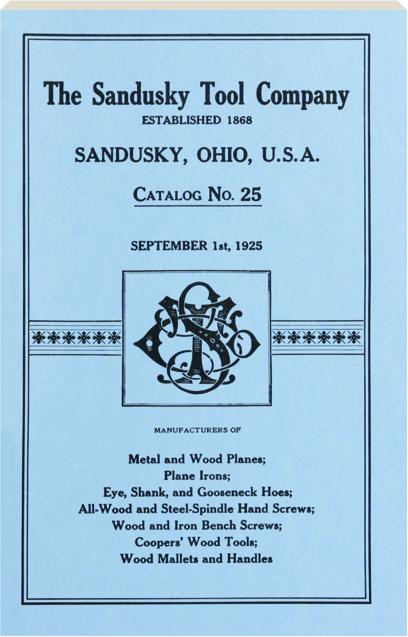 The Sandusky Tool Company
ESTABLISHED 1868
SANDUSKY, OHIO, U.S.A.
CATALOG No. 25
SEPTEMBER 1st, 1925
STCo
MANUFACTURERS OF
Metal and Wood Planes;
Plane Irons;
Eye, Shank, and Gooseneck Hoes;
All-Wood and Steel-Spindle Hand Screws;
Wood and Iron Bench Screws;
Coopers' Wood Tools;
Wood Mallets and Handles